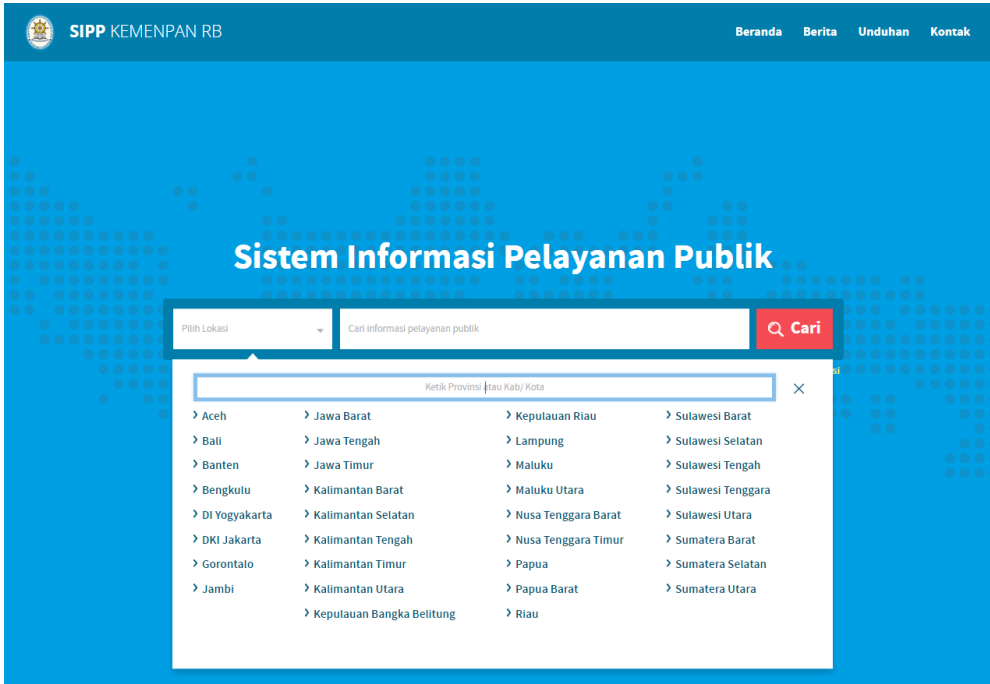 SIPP KEMENPAN RB
Beranda Berita Unduhan Kontak
Sistem Informasi Pelayanan Publik
Pilih Lokasi
Cari informasi pelayanan publik
Cari
si
Ketik Provinsi atau Kab/ Kota
Aceh
Bali
Banten
Bengkulu
DI Yogyakarta
DKI Jakarta
Gorontalo
Jambi
Jawa Barat
Jawa Tengah
Jawa Timur
Kalimantan Barat
Kalimantan Selatan
Kalimantan Tengah
Kalimantan Timur
Kalimantan Utara
Kepulauan Bangka Belitung
Kepulauan Riau
Lampung
Maluku
Maluku Utara
Nusa Tenggara Barat
Nusa Tenggara Timur
Papua
Papua Barat
Riau
Sulawesi Barat
Sulawesi Selatan
Sulawesi Tengah
Sulawesi Tenggara
Sulawesi Utara
Sumatera Barat
Sumatera Selatan
Sumatera Utara